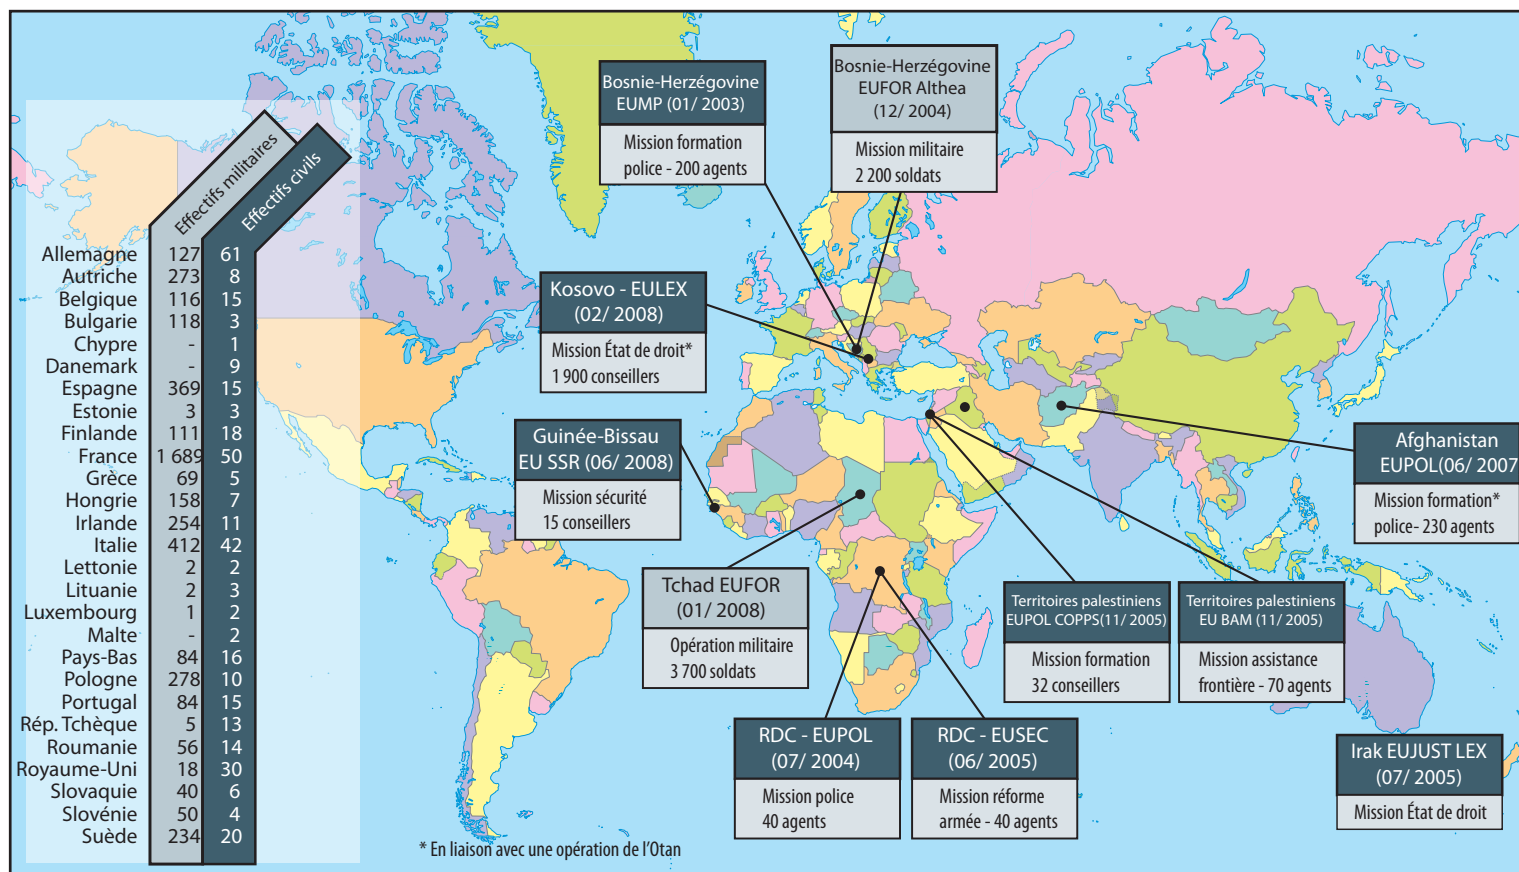 Effectifs militaires
Effectifs civils
Allemagne 127 61
Autriche 273 8
Belgique 116 15
Bulgarie 118 3
Chypre - 1
Danemark - 9
Espagne 369 15
Estonie 3 3
Finlande 111 18
France 1 689 50
Grèce 69 5
Hongrie 158 7
Irlande 254 11
Italie 412 42
Lettonie 2 2
Lituanie 2 3
Luxembourg 1 2
Malte - 2
Pays-Bas 84 16
Pologne 278 10
Portugal 84 15
Rép. Tchèque 5 13
Roumanie 56 14
Royaume-Uni 18 30
Slovaquie 40 6
Slovénie 50 4
Suède 234 20
Bosnie-Herzégovine
EUMP (01/ 2003)
Mission formation
police - 200 agents
Bosnie-Herzégovine
EUFOR Althea
(12/ 2004)
Mission militaire
2 200 soldats
Kosovo - EULEX
(02/ 2008)
Mission État de droit*
1 900 conseillers
Guinée-Bissau
EU SSR (06/ 2008)
Mission sécurité
15 conseillers
Afghanistan
EUPOL(06/ 2007
Mission formation*
police- 230 agents
Tchad EUFOR
(01/ 2008)
Opération militaire
3 700 soldats
Territoires palestiniens
EUPOL COPPS(11/ 2005)
Mission formation
32 conseillers
Territoires palestiniens
EU BAM (11/ 2005)
Mission assistance
frontière - 70 agents
RDC - EUPOL
(07/ 2004)
Mission police
40 agents
RDC - EUSEC
(06/ 2005)
Mission réforme
armée - 40 agents
Irak EUJUST LEX
(07/ 2005)
Mission État de droit
* En liaison avec une opération de l'Otan